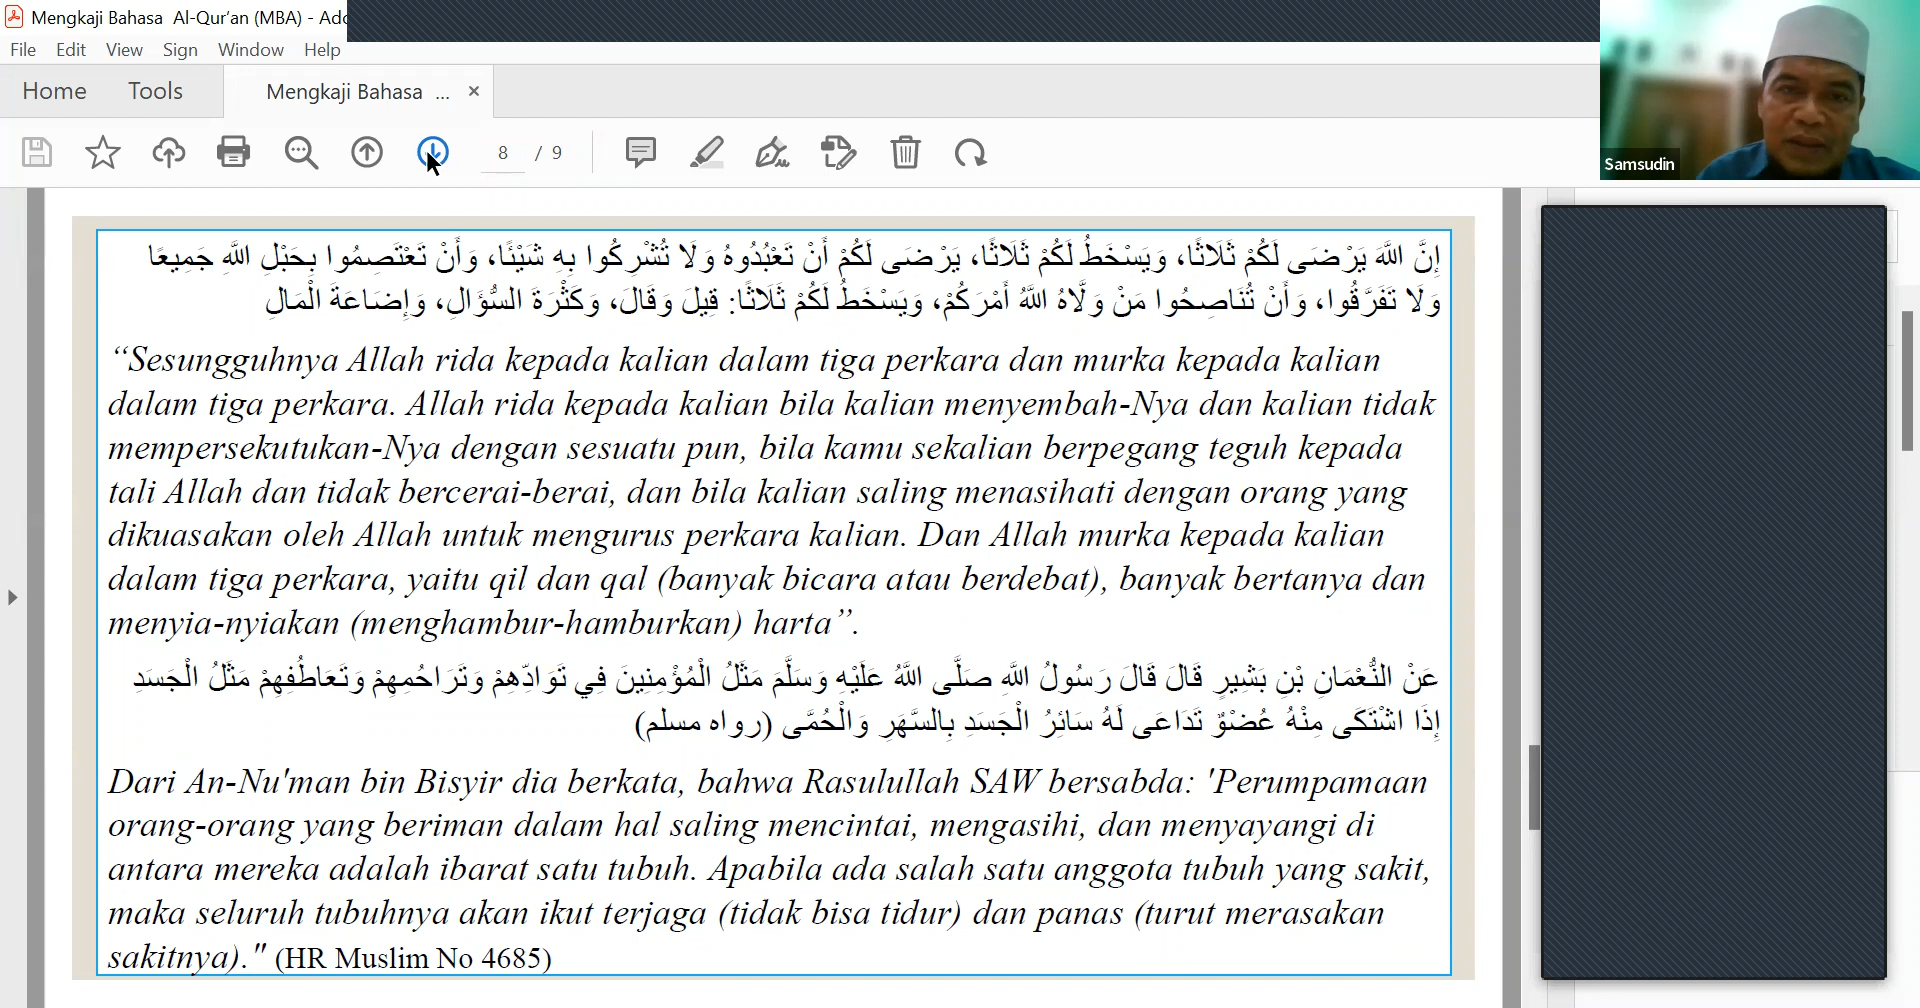 Mengkaji Bahasa Al-Qur'an (MBA) - Ado
File Edit View Sign Window Help
Home Tools Mengkaji Bahasa ... ×
8 / 9
Samsudin
إِنَّ اللَّهَ يَرْضَى لَكُمْ ثَلَاثًا، وَيَسْخَطُ لَكُمْ ثَلَاثًا، يَرْضَى لَكُمْ أَنْ تَعْبُدُوهُ وَلَا تُشْرِكُوا بِهِ شَيْئًا، وَأَنْ تَعْتَصِمُوا بِحَبْلِ اللَّهِ جَمِيعًا
وَلَا تَفَرَّقُوا، وَأَنْ تُنَاصِحُوا مَنْ وَلَّاهُ اللَّهُ أَمْرَكُمْ، وَيَسْخَطُ لَكُمْ ثَلَاثًا: قِيلَ وَقَالَ، وَكَثْرَةَ السُّؤَالِ، وَإِضَاعَةَ الْمَالِ
“Sesungguhnya Allah rida kepada kalian dalam tiga perkara dan murka kepada kalian
dalam tiga perkara. Allah rida kepada kalian bila kalian menyembah-Nya dan kalian tidak
mempersekutukan-Nya dengan sesuatu pun, bila kamu sekalian berpegang teguh kepada
tali Allah dan tidak bercerai-berai, dan bila kalian saling menasihati dengan orang yang
dikuasakan oleh Allah untuk mengurus perkara kalian. Dan Allah murka kepada kalian
dalam tiga perkara, yaitu qil dan qal (banyak bicara atau berdebat), banyak bertanya dan
menyia-nyiakan (menghambur-hamburkan) harta”.
عَنْ النُّعْمَانِ بْنِ بَشِيرٍ قَالَ قَالَ رَسُولُ اللَّهِ صَلَّى اللَّهُ عَلَيْهِ وَسَلَّمَ مَثَلُ الْمُؤْمِنِينَ فِي تَوَادِّهِمْ وَتَرَاحُمِهِمْ وَتَعَاطُفِهِمْ مَثَلُ الْجَسَدِ
إِذَا اشْتَكَى مِنْهُ عُضْوٌ تَدَاعَى لَهُ سَائِرُ الْجَسَدِ بِالسَّهَرِ وَالْحُمَّى (رواه مسلم)
Dari An-Nu'man bin Bisyir dia berkata, bahwa Rasulullah SAW bersabda: 'Perumpamaan
orang-orang yang beriman dalam hal saling mencintai, mengasihi, dan menyayangi di
antara mereka adalah ibarat satu tubuh. Apabila ada salah satu anggota tubuh yang sakit,
maka seluruh tubuhnya akan ikut terjaga (tidak bisa tidur) dan panas (turut merasakan
sakitnya)." (HR Muslim No 4685)